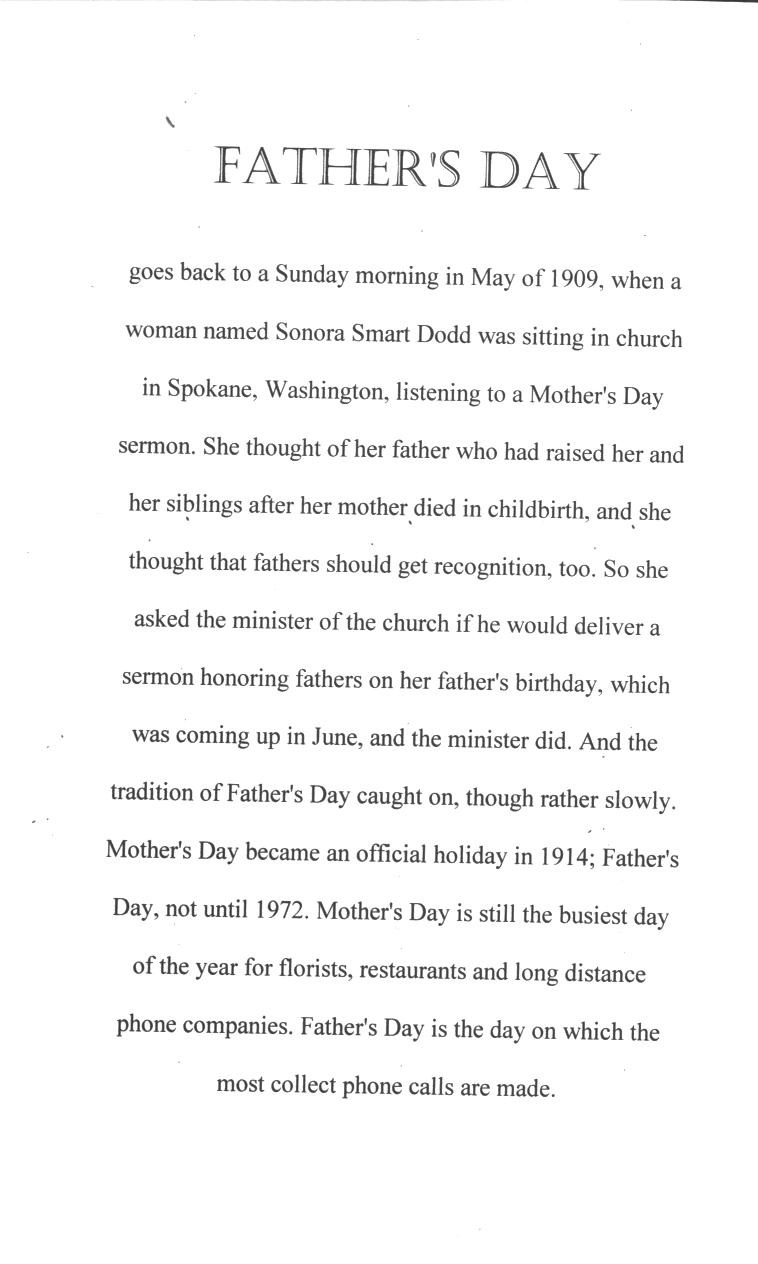 FATHER'S DAY
goes back to a Sunday morning in May of 1909, when a
woman named Sonora Smart Dodd was sitting in church
in Spokane, Washington, listening to a Mother's Day
sermon. She thought of her father who had raised her and
her siblings after her mother died in childbirth, and she
thought that fathers should get recognition, too. So she
asked the minister of the church if he would deliver a
sermon honoring fathers on her father's birthday, which
was coming up in June, and the minister did. And the
tradition of Father's Day caught on, though rather slowly.
Mother's Day became an official holiday in 1914; Father's
Day, not until 1972. Mother's Day is still the busiest day
of the year for florists, restaurants and long distance
phone companies. Father's Day is the day on which the
most collect phone calls are made.